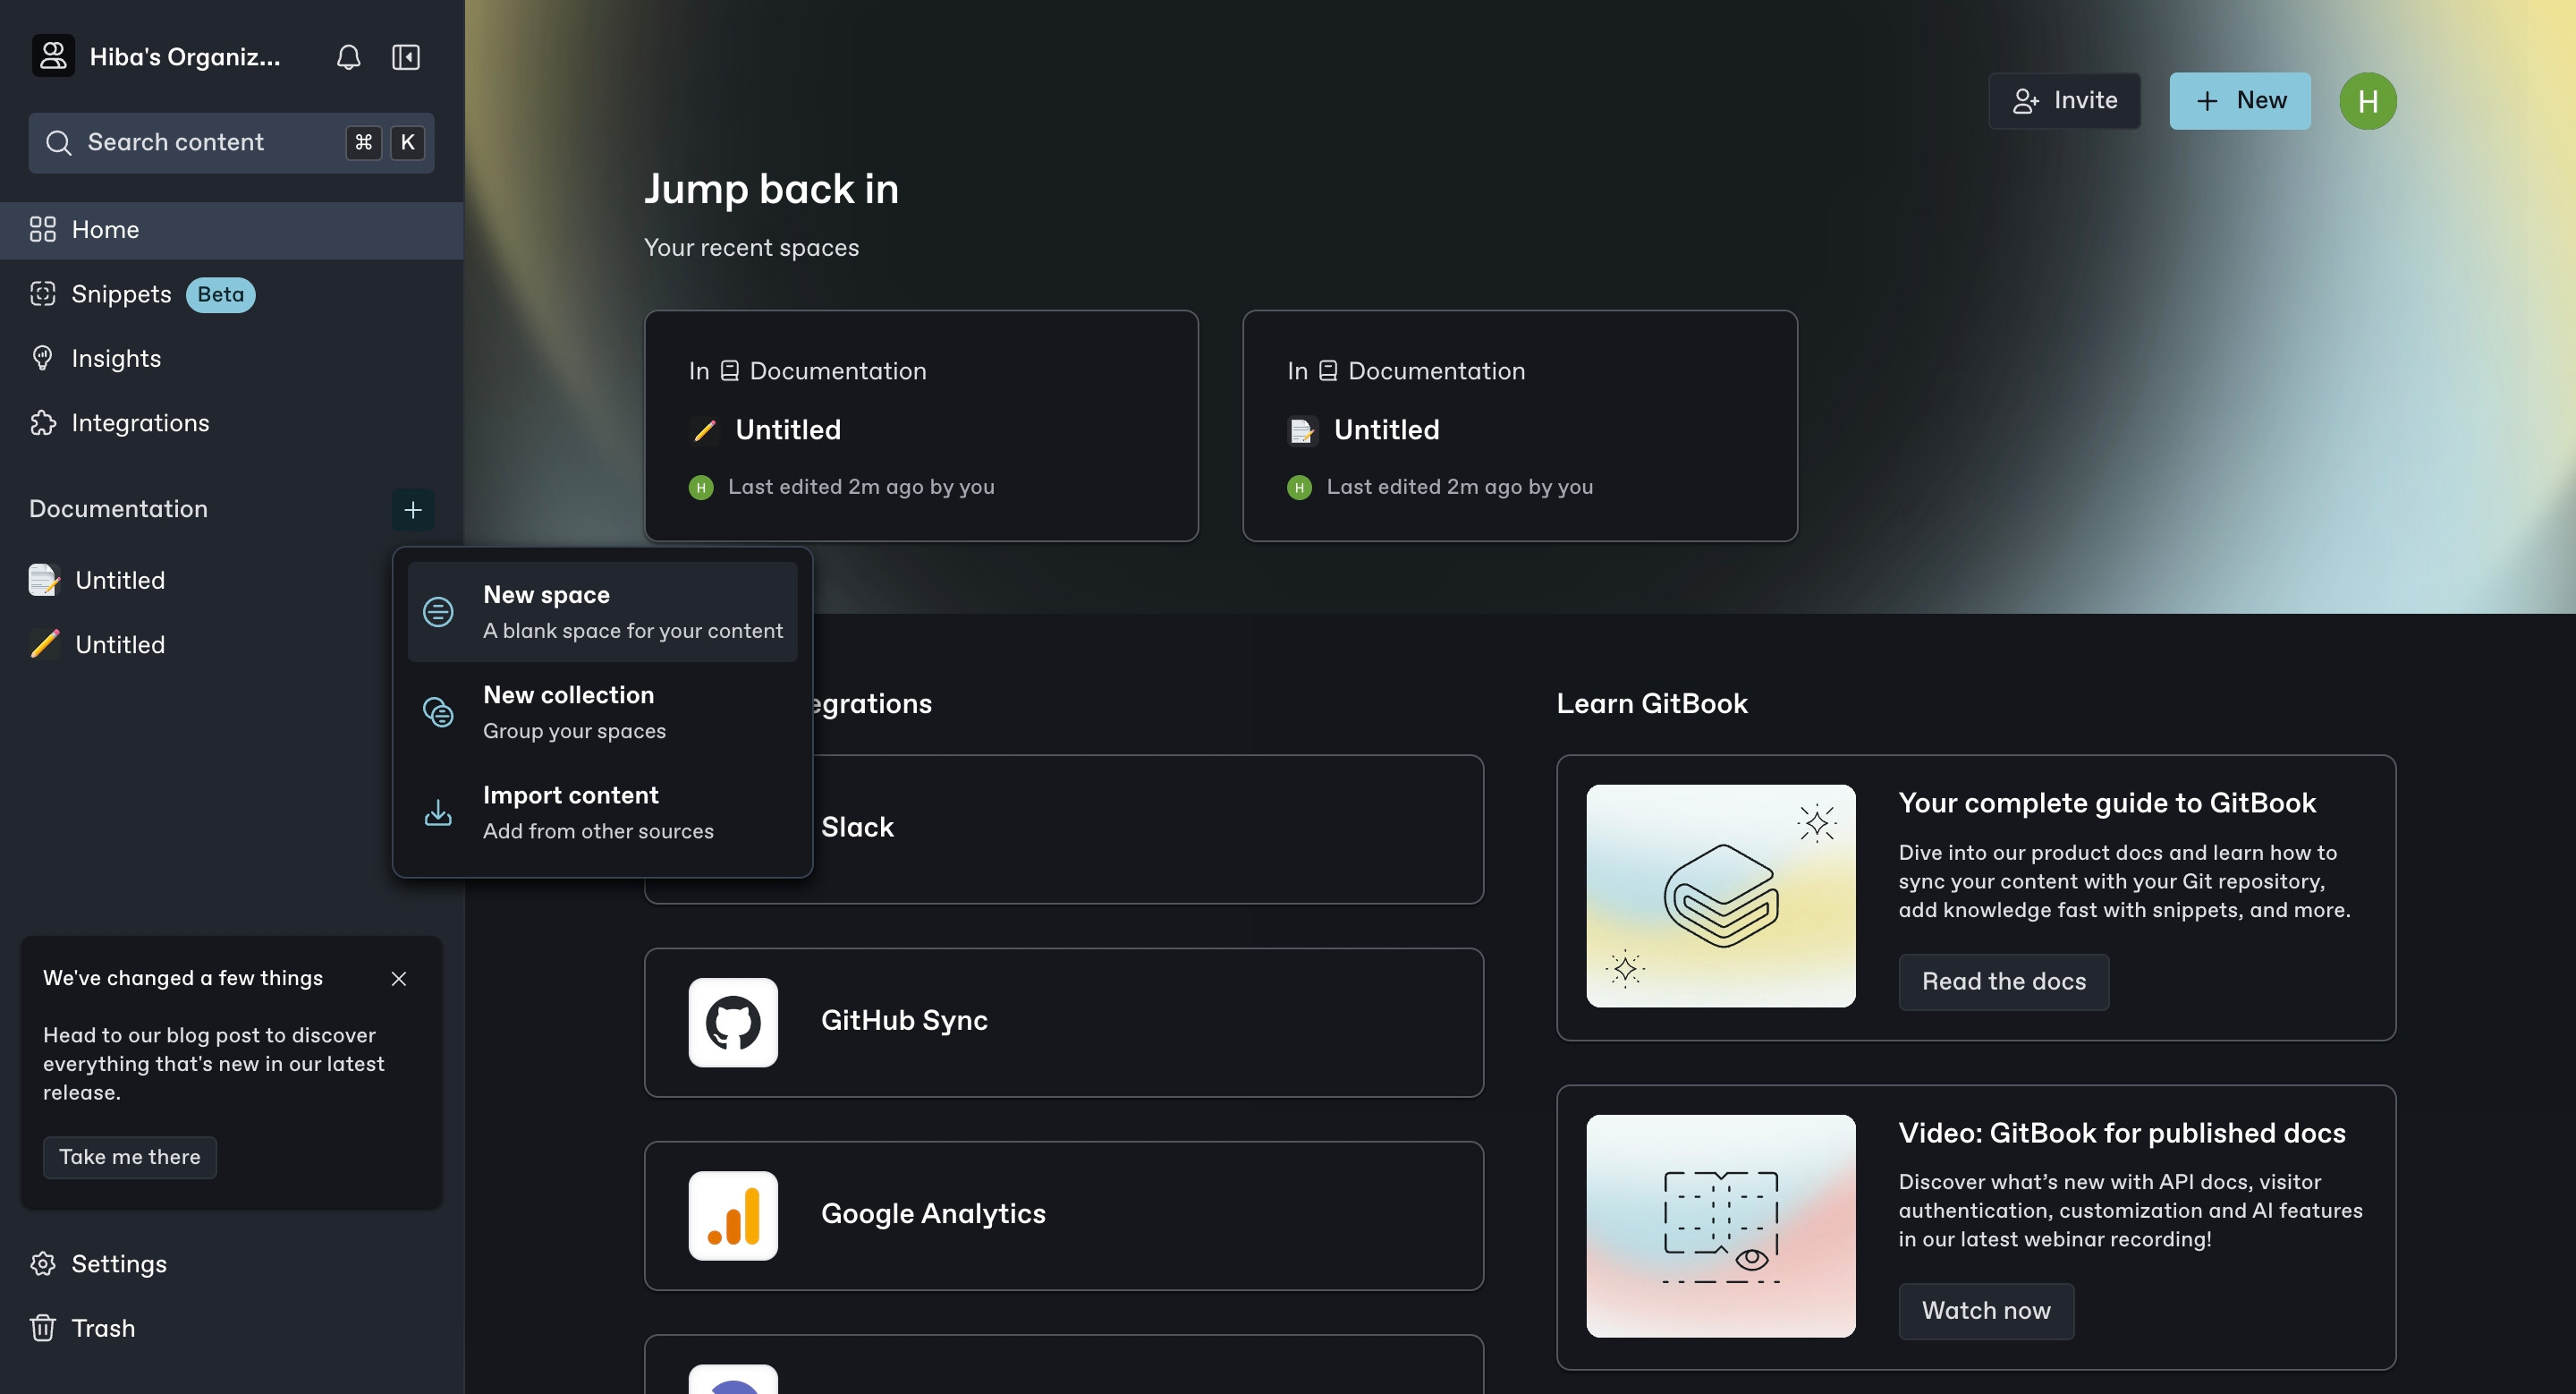 Hiba's Organiz...
Search content ⌘ K
Home
Snippets Beta
Insights
Integrations
Documentation
Untitled
Untitled
New space
A blank space for your content
New collection
Group your spaces
Import content
Add from other sources
We've changed a few things
Head to our blog post to discover
everything that's new in our latest
release.
Take me there
Settings
Trash
Invite
New
H
Jump back in
Your recent spaces
In Documentation
Untitled
H Last edited 2m ago by you
In Documentation
Untitled
H Last edited 2m ago by you
egrations
Slack
GitHub Sync
Google Analytics
Learn GitBook
Your complete guide to GitBook
Dive into our product docs and learn how to
sync your content with your Git repository,
add knowledge fast with snippets, and more.
Read the docs
Video: GitBook for published docs
Discover what’s new with API docs, visitor
authentication, customization and AI features
in our latest webinar recording!
Watch now